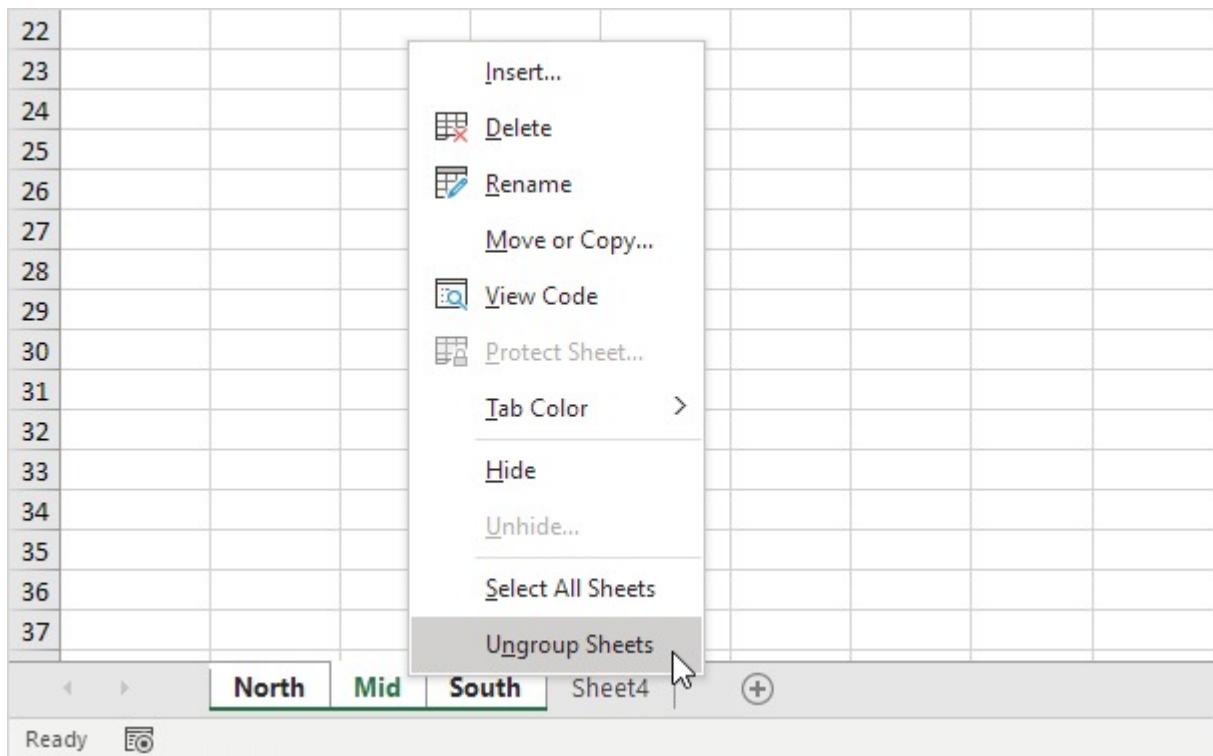 22
23
24
25
26
27
28
29
30
31
32
33
34
35
36
37
Insert...
Delete
Rename
Move or Copy...
View Code
Protect Sheet...
Tab Color
Hide
Unhide...
Select All Sheets
Ungroup Sheets
North Mid South Sheet4
Ready